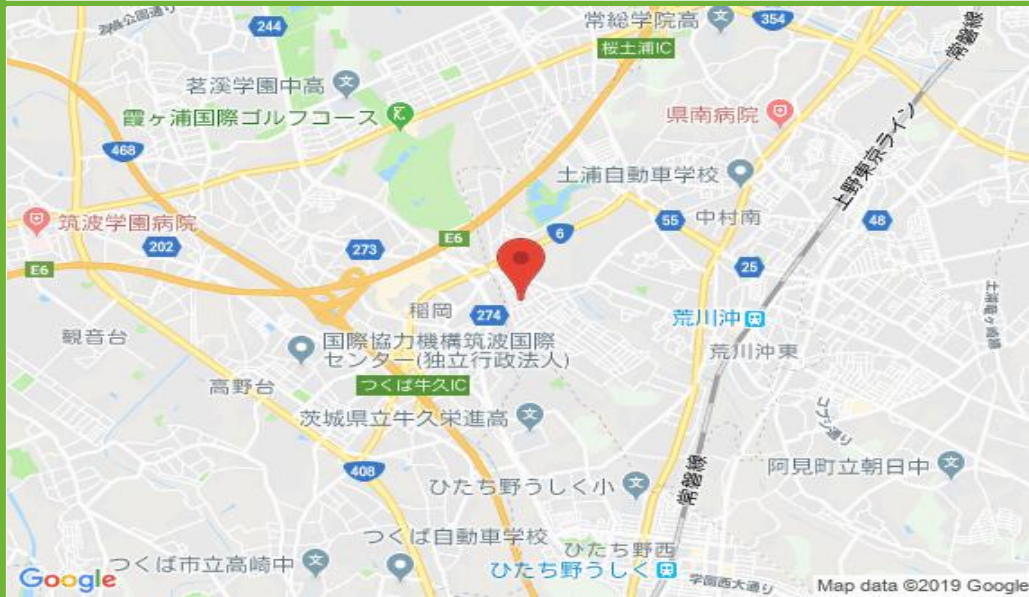 244
常総学院高
354
常磐線
桜土浦IC
茗溪学園中高
県南病院
霞ヶ浦国際ゴルフコース
468
上野東京ライン
土浦自動車学校
筑波学園病院
55
中村南
48
202
273
E6
6
E6
25
稲岡
274
荒川沖
観音台
国際協力機構筑波国際
センター(独立行政法人)
荒川沖東
高野台
つくば牛久IC
茨城県立牛久栄進高
コブシ通り
408
阿見町立朝日中
ひたち野うしく小
常磐線
つくば自動車学校
ひたち野西
つくば市立高崎中
ひたち野うしく
学園西大通り
Google
Map data ©2019 Google